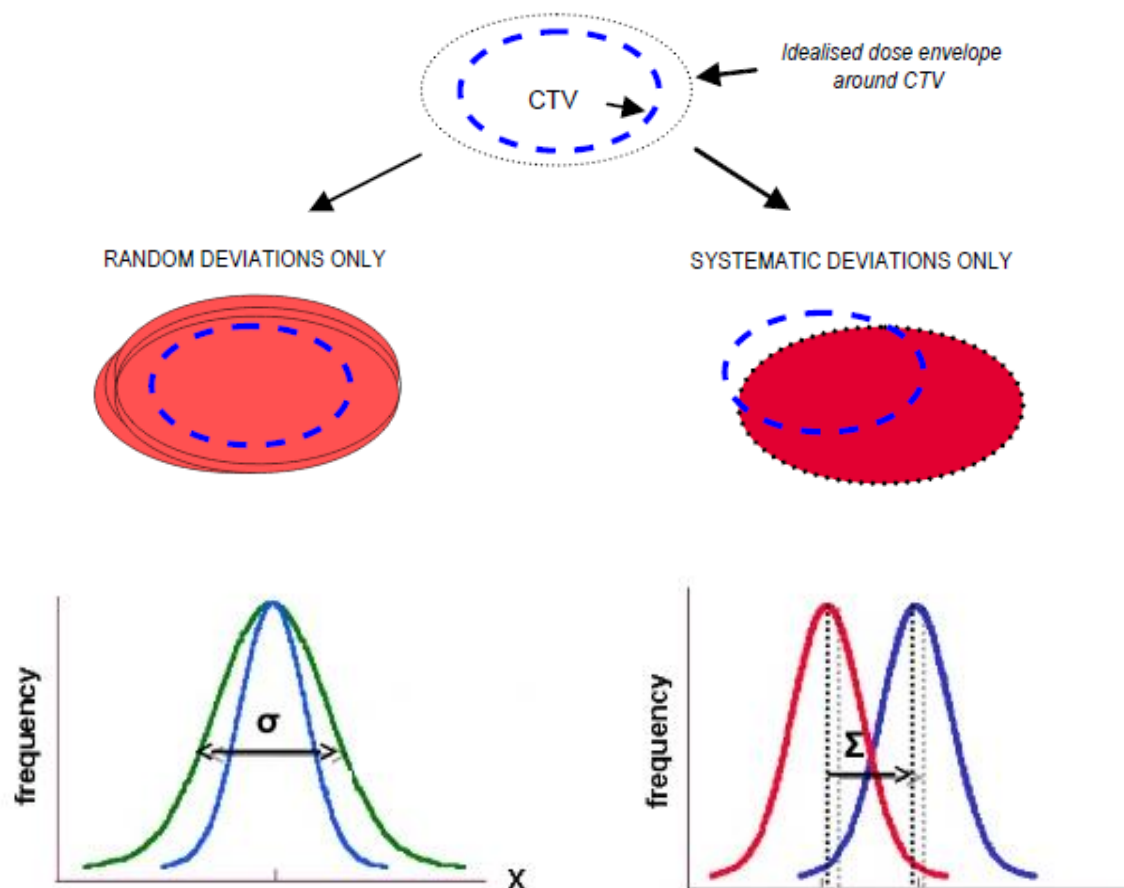 Idealised dose envelope
around CTV
CTV
RANDOM DEVIATIONS ONLY
SYSTEMATIC DEVIATIONS ONLY
frequency
σ
X
frequency
Σ